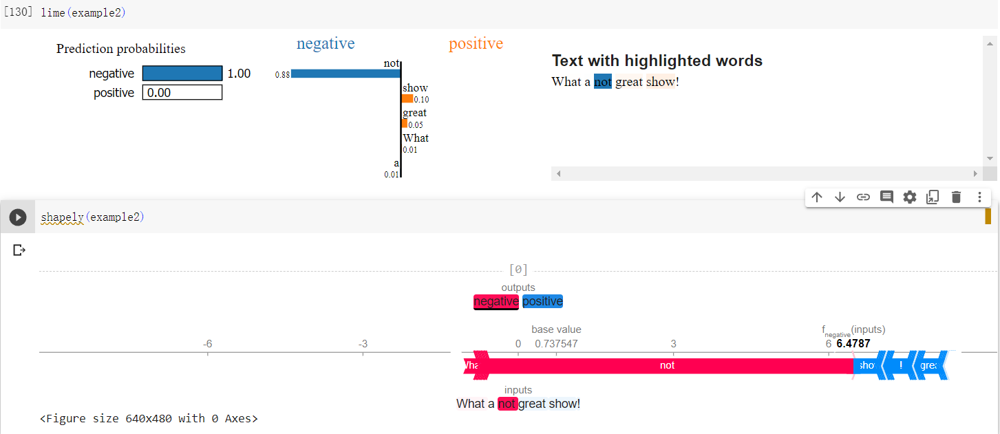 [130] lime(example2)
Prediction probabilities
negative 1.00
positive 0.00
negative positive
not
0.88
show
0.10
great
0.05
What
0.01
a
0.01
Text with highlighted words
What a not great show!
shapely(example2)
[0]
outputs
negative positive
base value f negative (inputs)
-6 -3 0 0.737547 3 6 6.4787
Wha not sho ! grea
inputs
What a not great show!
<Figure size 640x480 with 0 Axes>